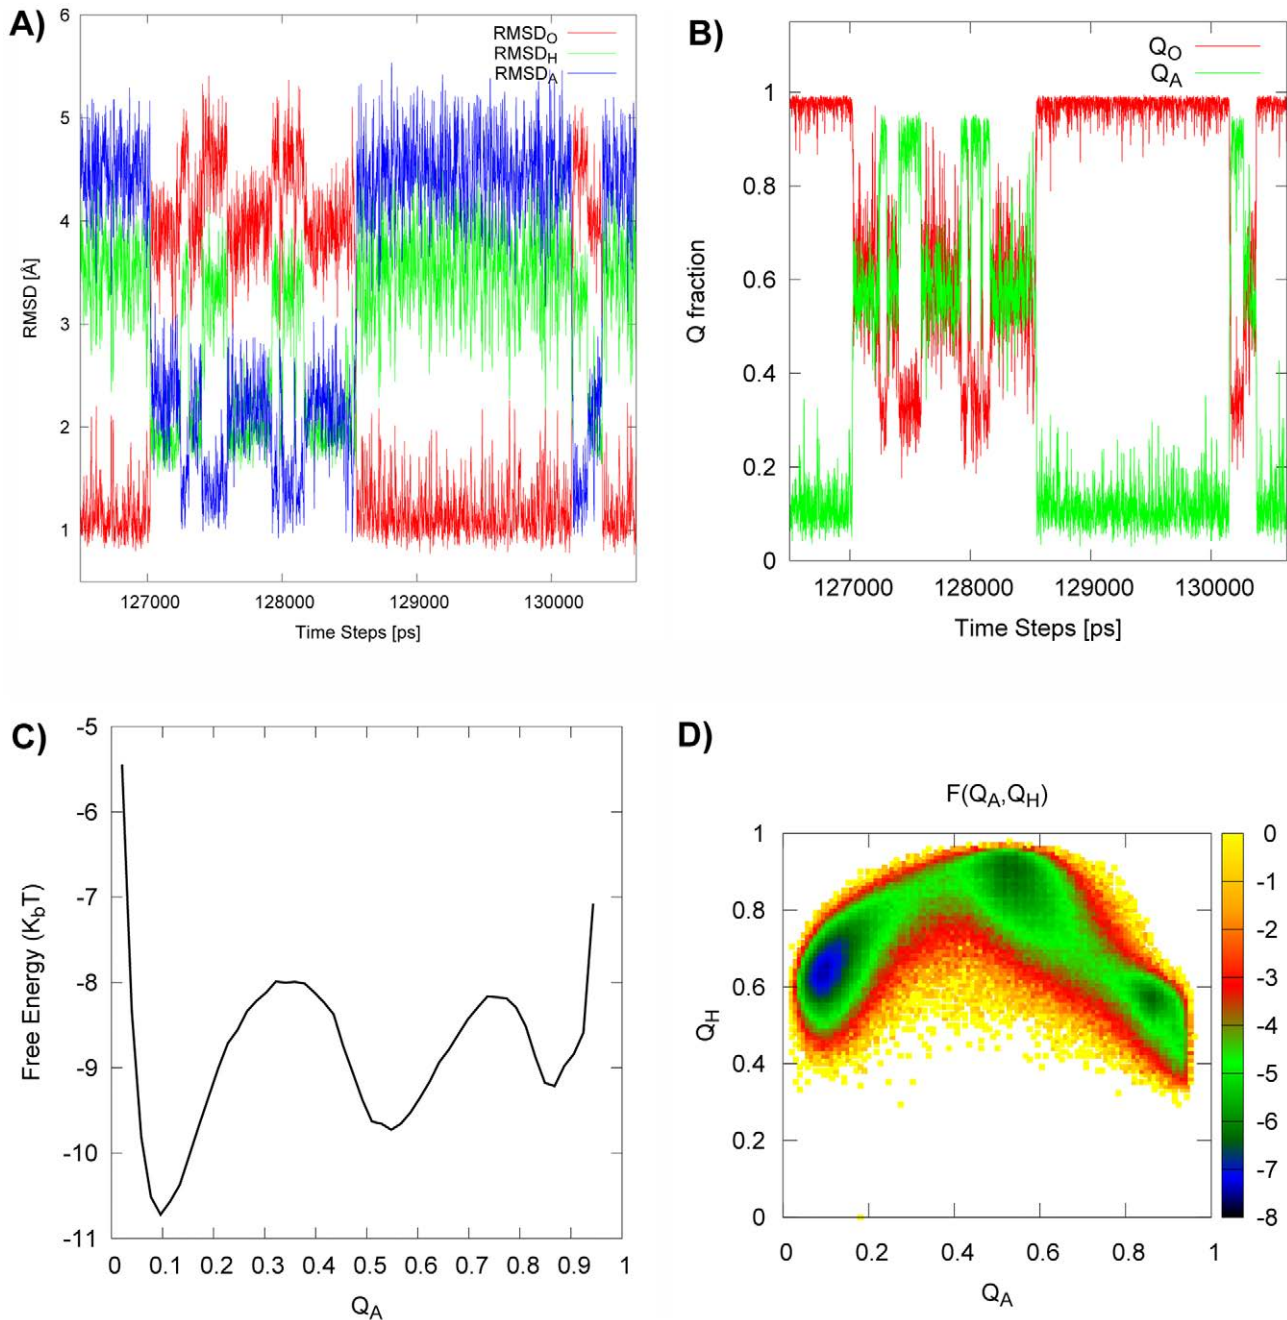 A)
6
5
4
3
2
1
RMSD [Å]
RMSD_O
RMSD_H
RMSD_A
127000 128000 129000 130000
Time Steps [ps]
B)
1
0.8
0.6
0.4
0.2
0
Q fraction
Q_O
Q_A
127000 128000 129000 130000
Time Steps [ps]
C)
-5
-6
-7
-8
-9
-10
-11
Free Energy (K_bT)
0 0.1 0.2 0.3 0.4 0.5 0.6 0.7 0.8 0.9 1
Q_A
D)
F(Q_A,Q_H)
1
0.8
0.6
0.4
0.2
0
Q_H
0 0.2 0.4 0.6 0.8 1
Q_A
0
-1
-2
-3
-4
-5
-6
-7
-8